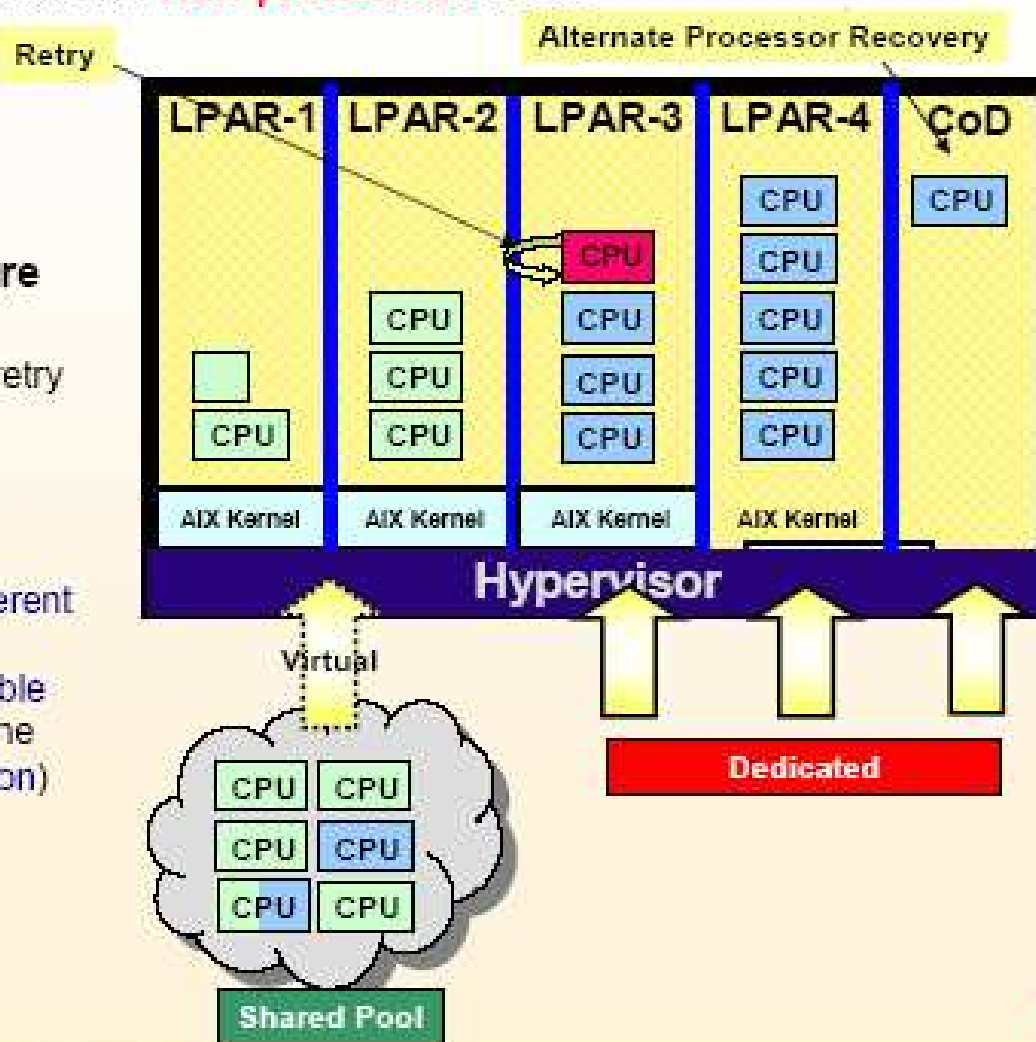 Retry
Alternate Processor Recovery
LPAR-1 LPAR-2 LPAR-3 LPAR-4 CoD
CPU CPU
CPU CPU
CPU CPU CPU
CPU CPU CPU
CPU CPU CPU CPU
AIX Kernel AIX Kernel AIX Kernel AIX Kernel
Hypervisor
re
etry
erent
ble
ne
on)
Virtual
Dedicated
CPU CPU
CPU CPU
CPU CPU
Shared Pool